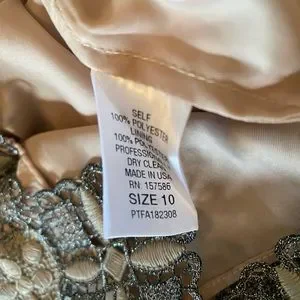 SELF
100% POLYESTER
LINING
100% POLYESTER
PROFESSIONAL
DRY CLEAN
MADE IN USA
RN 157586
SIZE 10
PTFA182308